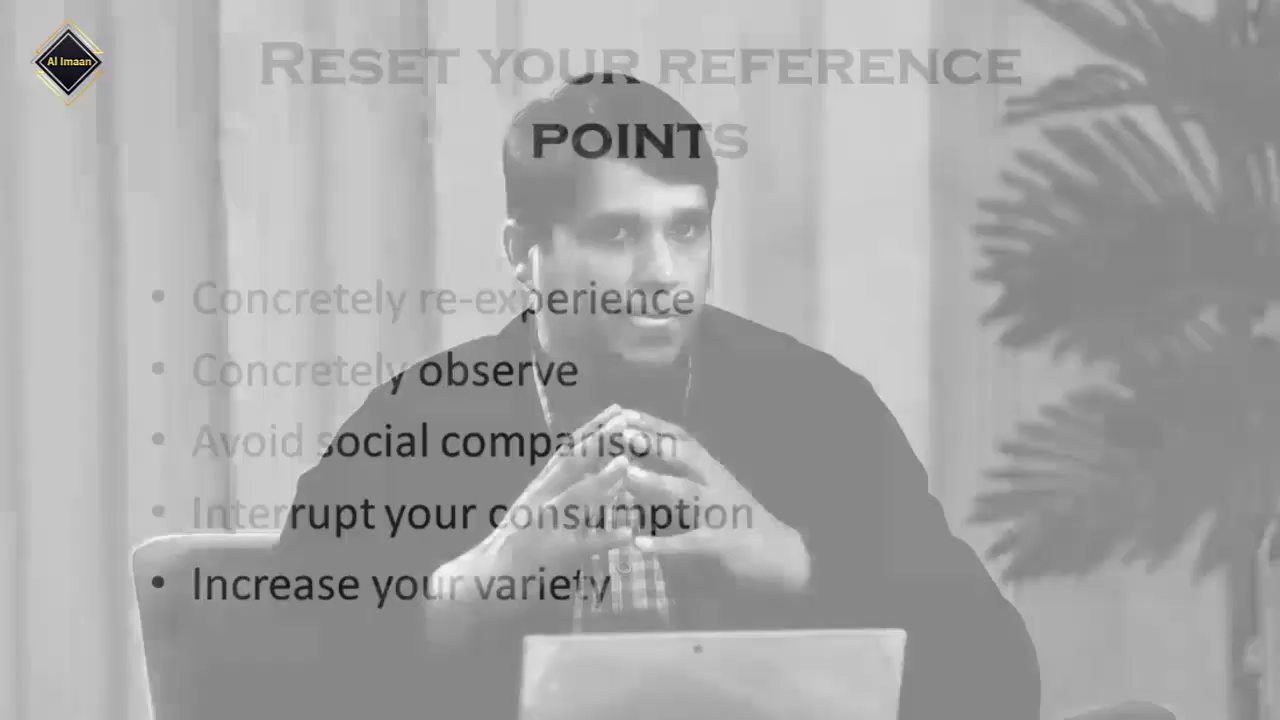 Al Imaan
RESET YOUR REFERENCE
POINTS
• Concretely re-experience
• Concretely observe
• Avoid social comparison
• Interrupt your consumption
• Increase your variety